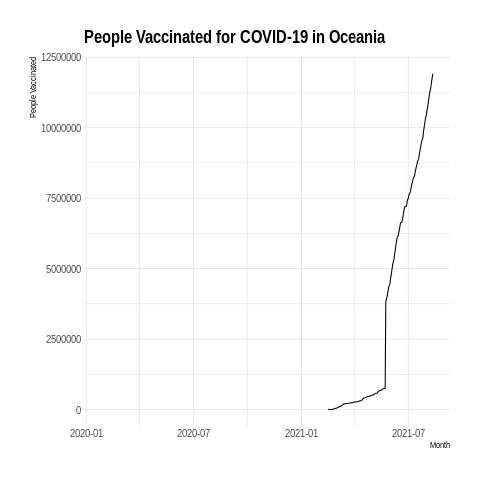 People Vaccinated for COVID-19 in Oceania
People Vaccinated
12500000
10000000
7500000
5000000
2500000
0
2020-01 2020-07 2021-01 2021-07
Month